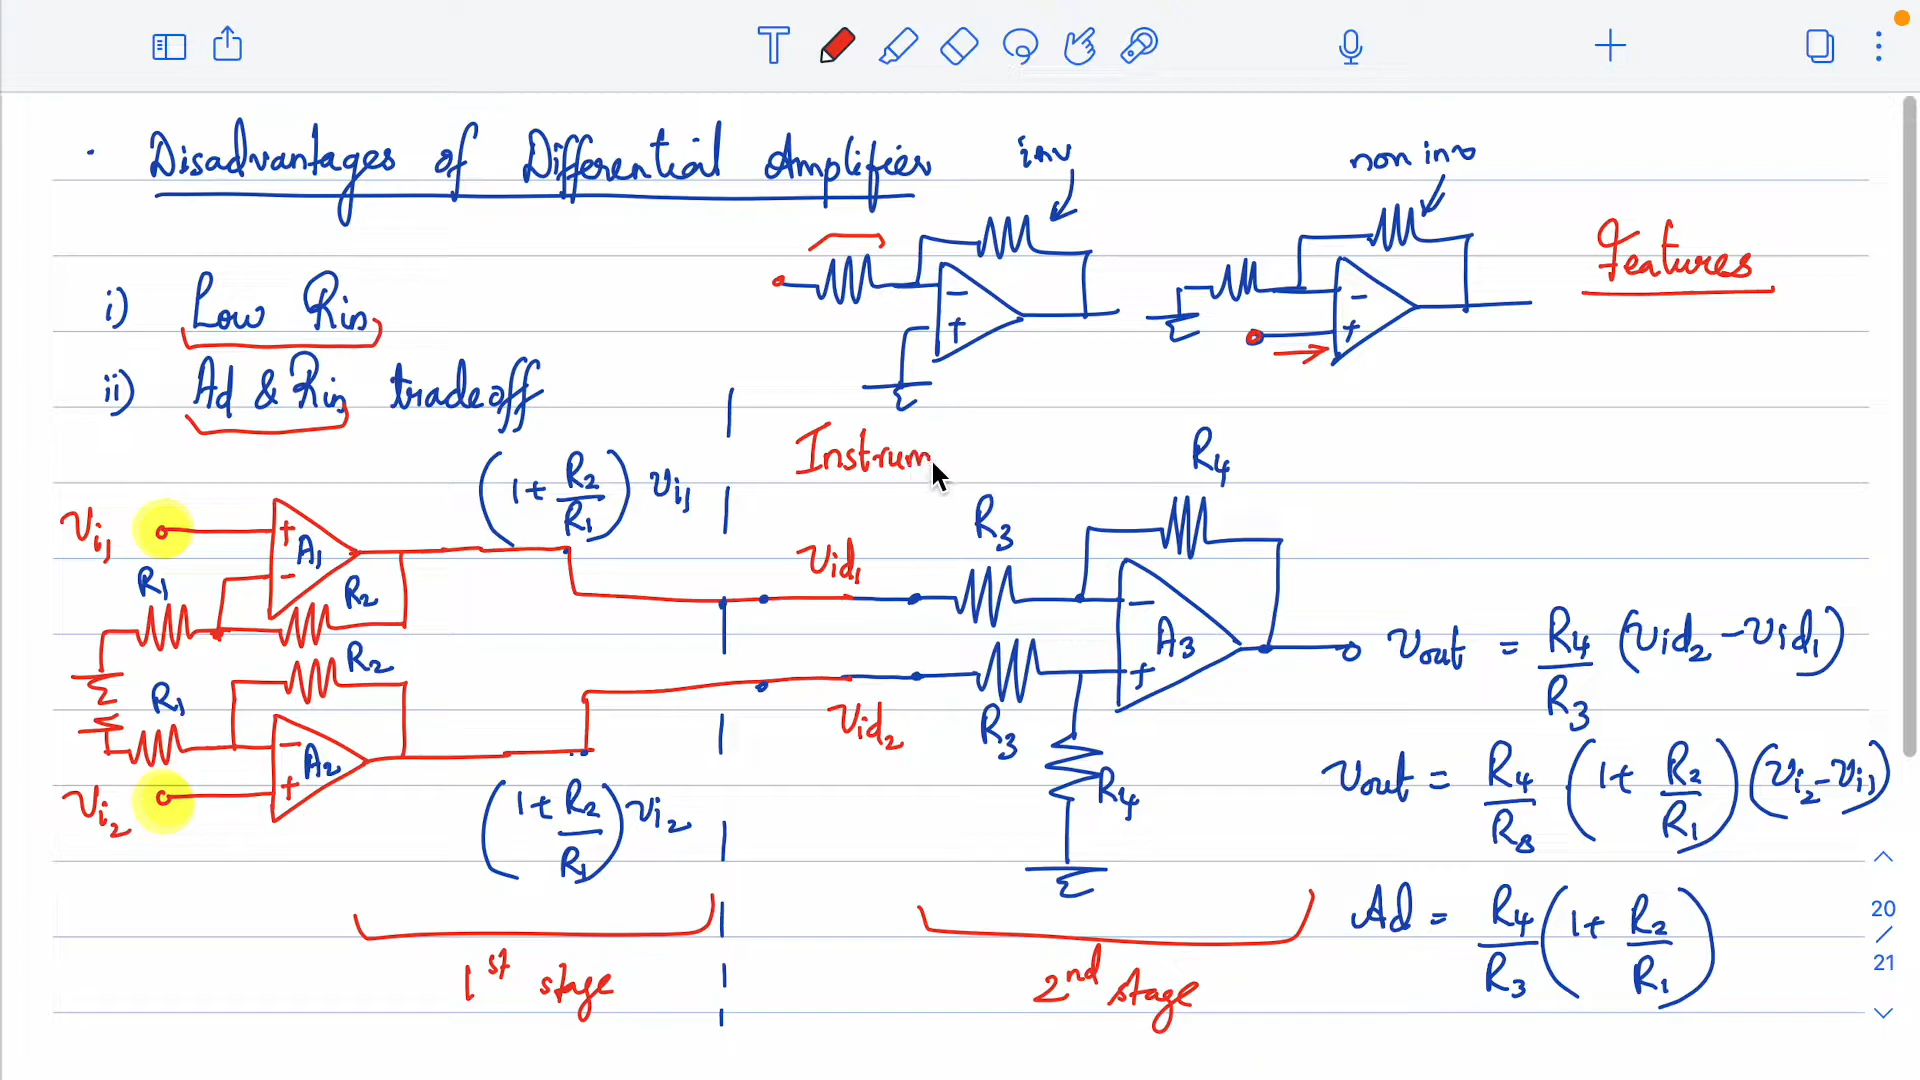 Disadvantages of Differential Amplifier
inv
non inv
Features
i) Low Rin
ii) Ad & Rin tradeoff
Instrum
(1 + R2/R1) vi1
R4
R3
vi1
+
A1
-
R1
R2
vid1
R2
R1
-
A2
+
vi2
vid2
R3
-
A3
+
R4
vout = R4/R3 (vid2 - vid1)
vout = R4/R3 (1 + R2/R1) (vi2 - vi1)
(1 + R2/R1) vi2
Ad = R4/R3 (1 + R2/R1)
1st stage
2nd stage
20
/
21